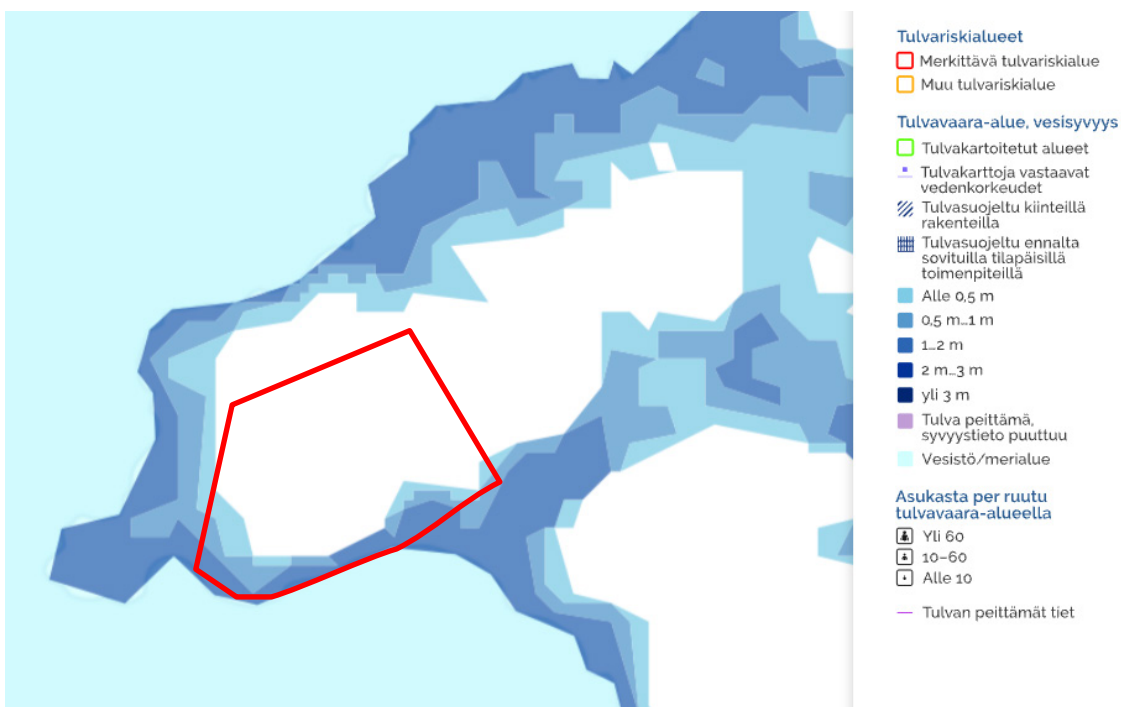 Tulvariskialueet
Merkittävä tulvariskialue
Muu tulvariskialue
Tulvavaara-alue, vesisyvyys
Tulvakartoitetut alueet
Tulvakarttoja vastaavat
vedenkorkeudet
Tulvasuojeltu kiinteillä
rakenteilla
Tulvasuojeltu ennalta
sovituilla tilapäisillä
toimenpiteillä
Alle 0,5 m
0,5 m...1 m
1...2 m
2 m...3 m
yli 3 m
Tulva peittämä,
syvyystieto puuttuu
Vesistö/merialue
Asukasta per ruutu
tulvavaara-alueella
Yli 60
10–60
Alle 10
Tulvan peittämät tiet